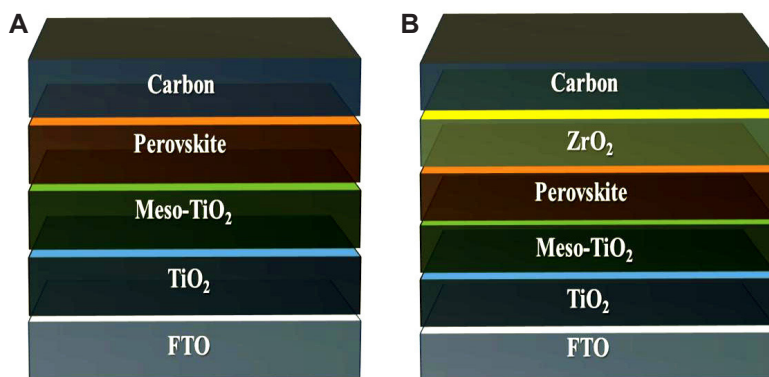 A
Carbon
Perovskite
Meso-TiO₂
TiO₂
FTO
B
Carbon
ZrO₂
Perovskite
Meso-TiO₂
TiO₂
FTO